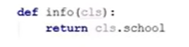 def info(cls):
    return cls.school